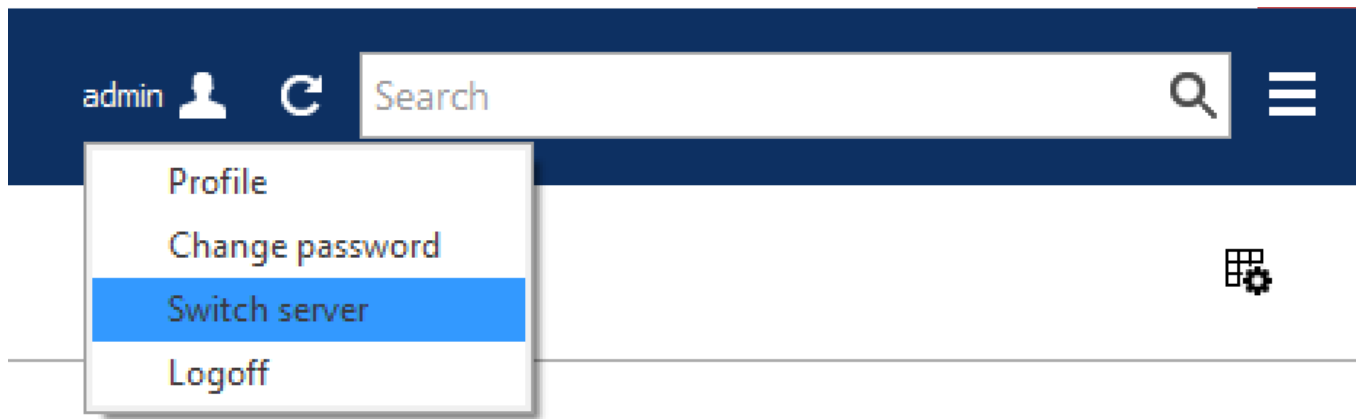 admin
Search
Profile
Change password
Switch server
Logoff